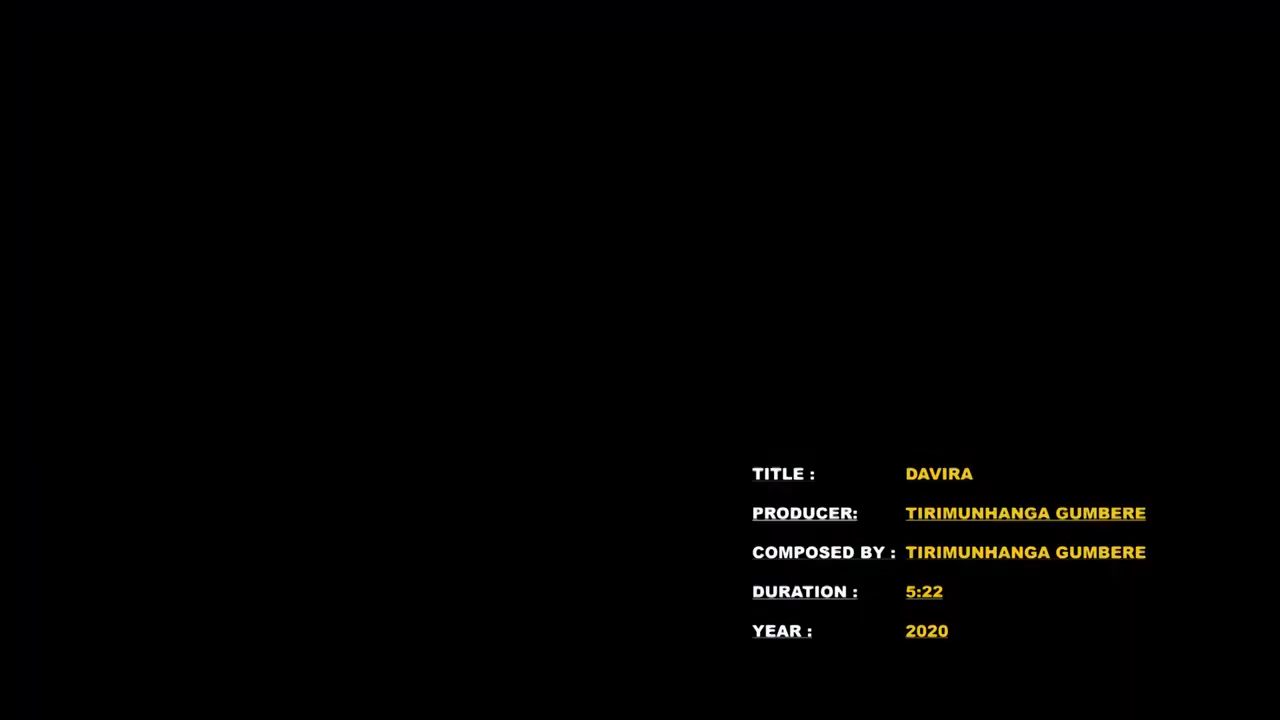 TITLE : DAVIRA
PRODUCER: TIRIMUNHANGA GUMBERE
COMPOSED BY : TIRIMUNHANGA GUMBERE
DURATION : 5:22
YEAR : 2020